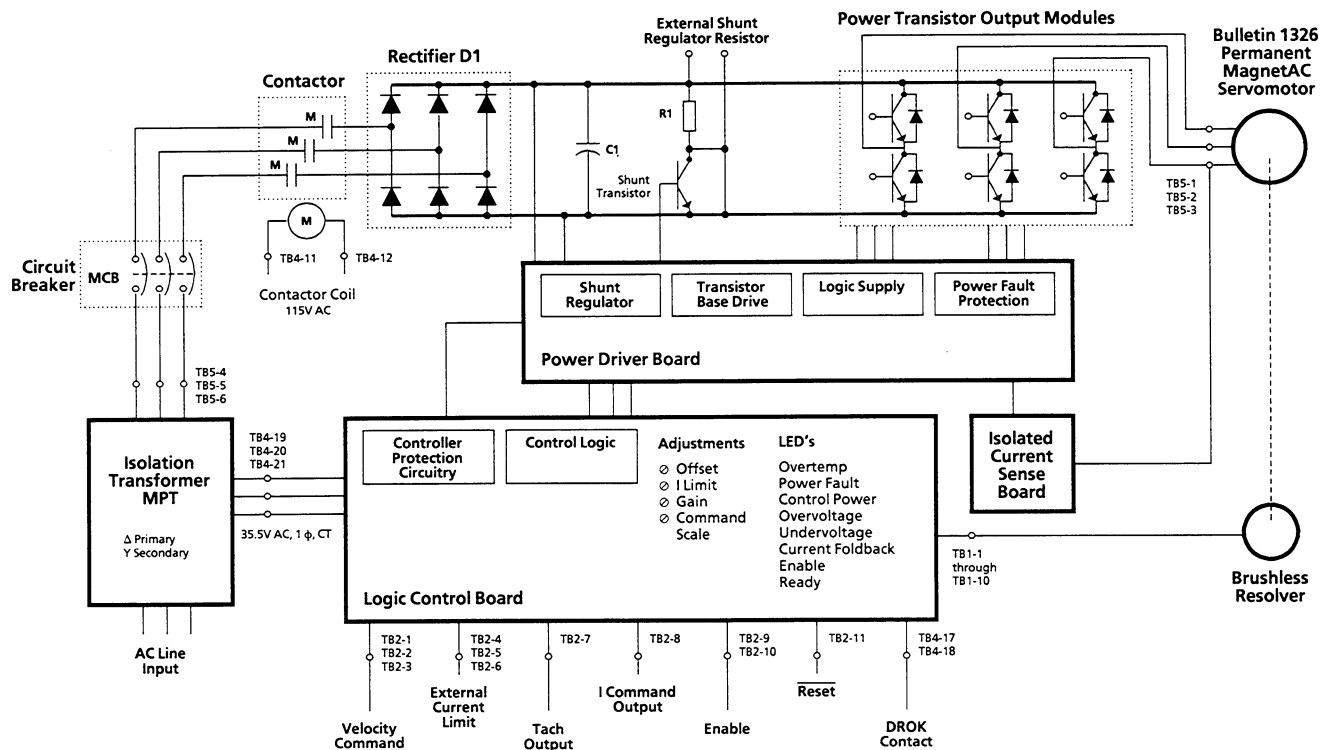 External Shunt
Regulator Resistor
Power Transistor Output Modules
Bulletin 1326
Permanent
MagnetAC
Servomotor
Rectifier D1
Contactor
M
M
M
R1
C1
Shunt
Transistor
TB5-1
TB5-2
TB5-3
M
TB4-11
TB4-12
Contactor Coil
115V AC
Circuit
Breaker
MCB
Shunt
Regulator
Transistor
Base Drive
Logic Supply
Power Fault
Protection
Power Driver Board
TB5-4
TB5-5
TB5-6
Isolation
Transformer
MPT
Δ Primary
Y Secondary
TB4-19
TB4-20
TB4-21
35.5V AC, 1 ϕ, CT
Controller
Protection
Circuitry
Control Logic
Adjustments
Offset
I Limit
Gain
Command
Scale
LED's
Overtemp
Power Fault
Control Power
Overvoltage
Undervoltage
Current Foldback
Enable
Ready
Logic Control Board
Isolated
Current
Sense
Board
TB1-1
through
TB1-10
Brushless
Resolver
AC Line
Input
TB2-1
TB2-2
TB2-3
Velocity
Command
TB2-4
TB2-5
TB2-6
External
Current
Limit
TB2-7
Tach
Output
TB2-8
I Command
Output
TB2-9
TB2-10
Enable
TB2-11
Reset
TB4-17
TB4-18
DROK
Contact